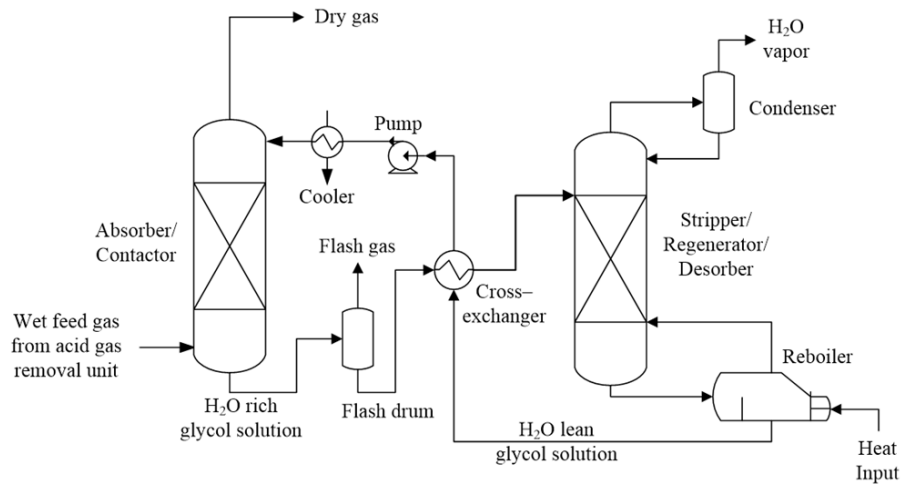 Dry gas
H₂O
vapor
Condenser
Pump
Cooler
Absorber/
Contactor
Flash gas
Stripper/
Regenerator/
Desorber
Cross–
exchanger
Wet feed gas
from acid gas
removal unit
Reboiler
H₂O rich
glycol solution
Flash drum
H₂O lean
glycol solution
Heat
Input